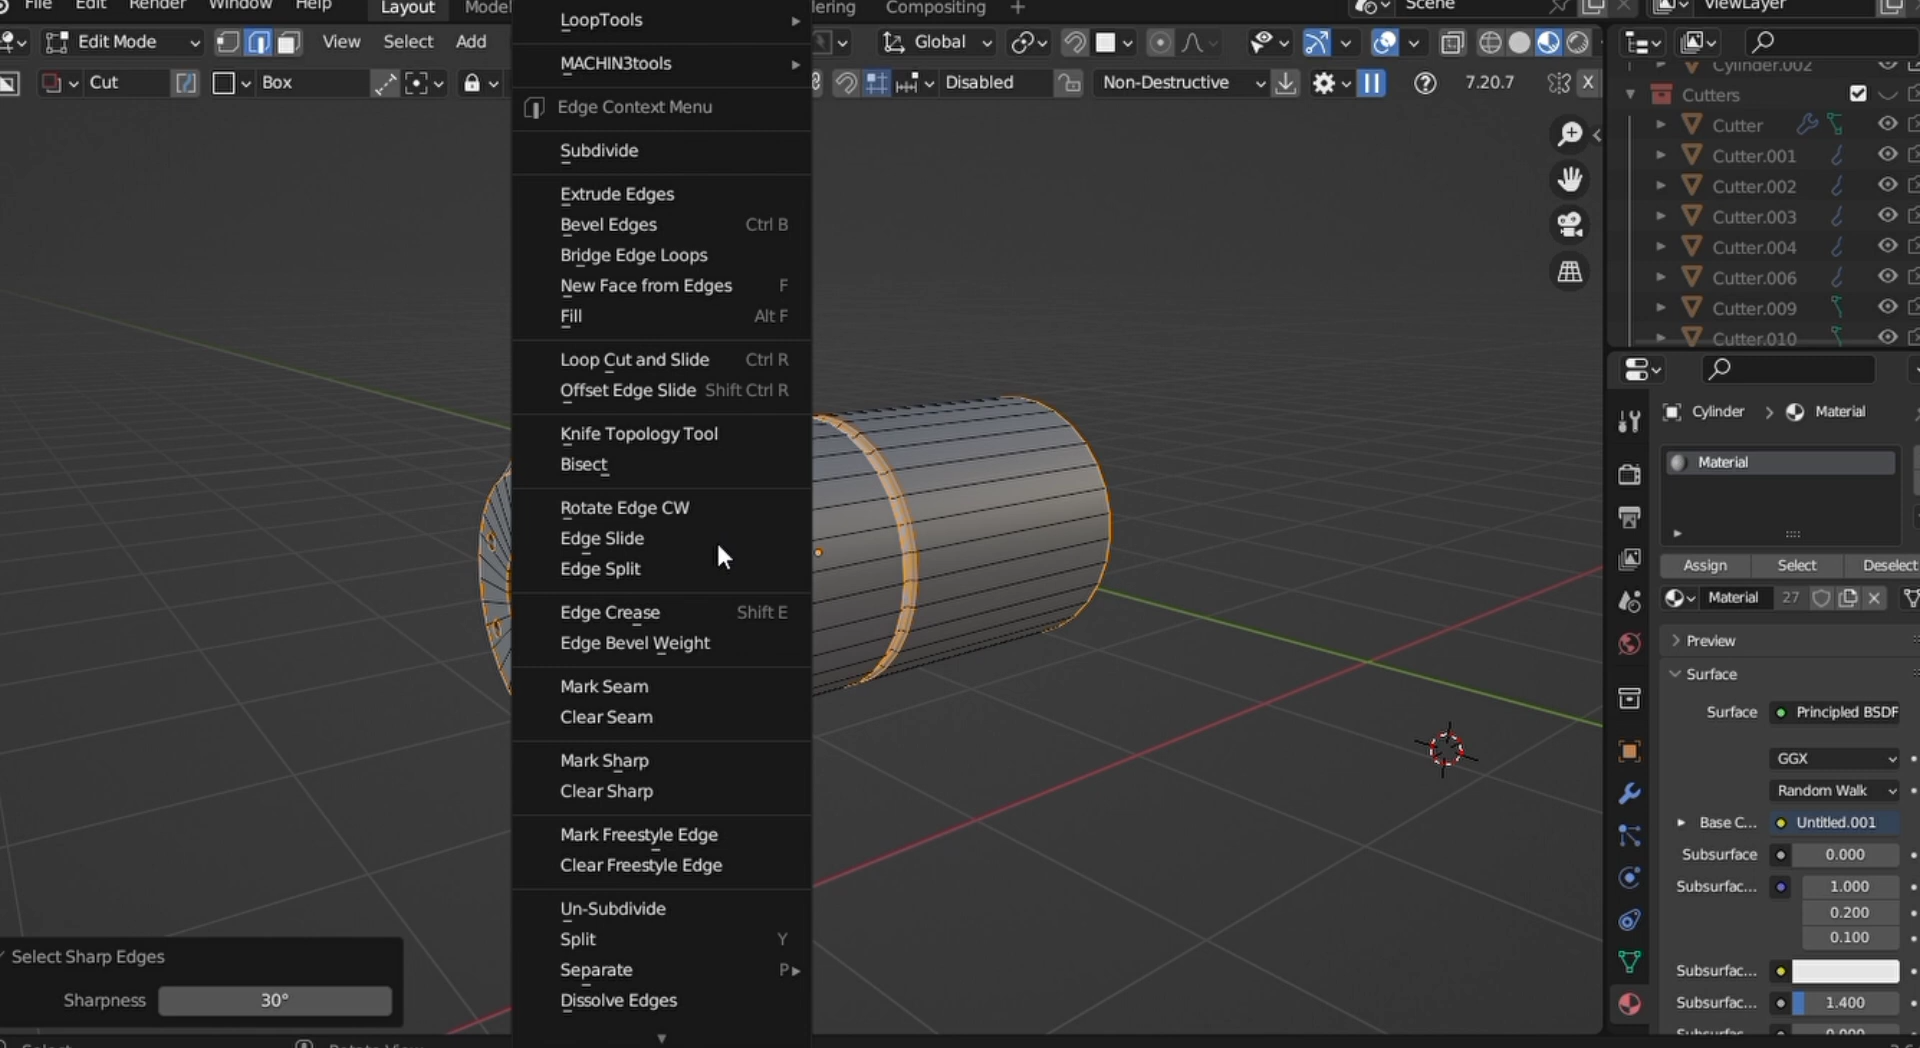 File Edit Render Window Help Layout Compositing + Scene ViewLayer
Edit Mode View Select Add Global
Cut Box Disabled Non-Destructive 7.20.7 X
LoopTools
MACHIN3tools
Edge Context Menu
Subdivide
Extrude Edges
Bevel Edges Ctrl B
Bridge Edge Loops
New Face from Edges F
Fill Alt F
Loop Cut and Slide Ctrl R
Offset Edge Slide Shift Ctrl R
Knife Topology Tool
Bisect
Rotate Edge CW
Edge Slide
Edge Split
Edge Crease Shift E
Edge Bevel Weight
Mark Seam
Clear Seam
Mark Sharp
Clear Sharp
Mark Freestyle Edge
Clear Freestyle Edge
Un-Subdivide
Split Y
Separate P
Dissolve Edges
Select Sharp Edges
Sharpness 30°
Cylinder.002
Cutters
Cutter
Cutter.001
Cutter.002
Cutter.003
Cutter.004
Cutter.006
Cutter.009
Cutter.010
Cylinder > Material
Material
Assign Select Deselect
Material 27
Preview
Surface
Surface Principled BSDF
GGX
Random Walk
Base C... Untitled.001
Subsurface 0.000
Subsurfac... 1.000
0.200
0.100
Subsurfac...
Subsurfac... 1.400